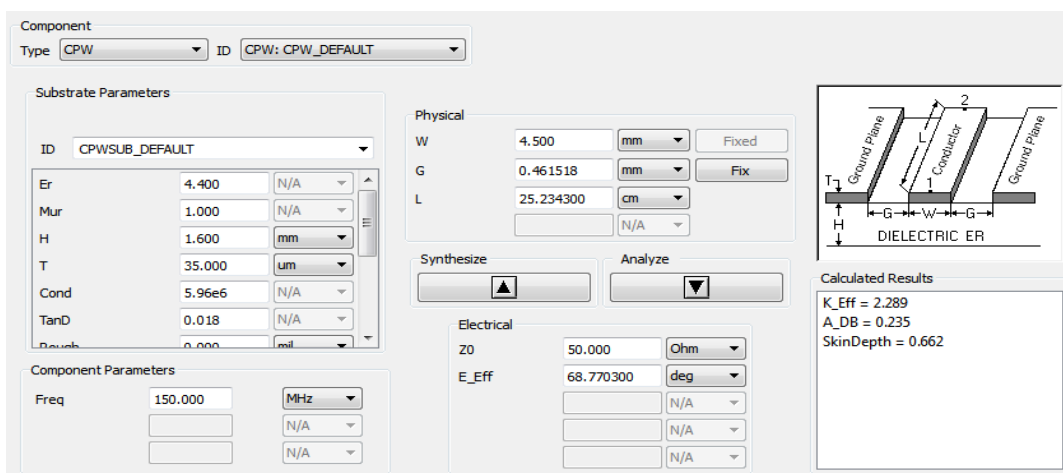 Component
Type CPW ID CPW: CPW_DEFAULT
Substrate Parameters
ID CPWSUB_DEFAULT
Er 4.400 N/A
Mur 1.000 N/A
H 1.600 mm
T 35.000 um
Cond 5.96e6 N/A
TanD 0.018 N/A
Rough 0.000 mil
Component Parameters
Freq 150.000 MHz
N/A
N/A
Physical
W 4.500 mm Fixed
G 0.461518 mm Fix
L 25.234300 cm
N/A
Synthesize Analyze
Electrical
Z0 50.000 Ohm
E_Eff 68.770300 deg
N/A
N/A
N/A
2
Ground Plane
L
Conductor
Ground Plane
1
T
G W G
H
DIELECTRIC ER
Calculated Results
K_Eff = 2.289
A_DB = 0.235
SkinDepth = 0.662